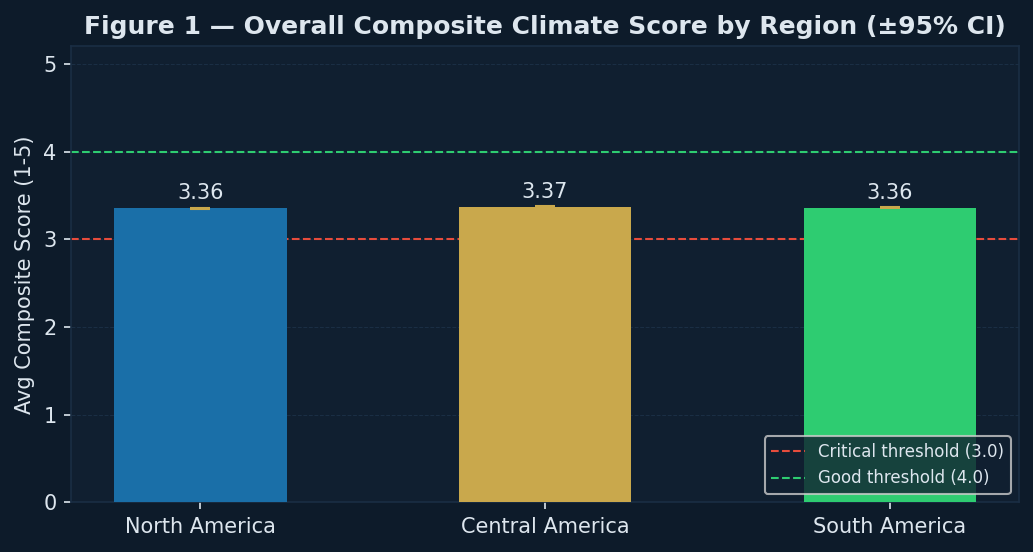 Figure 1 — Overall Composite Climate Score by Region (±95% CI)
Avg Composite Score (1-5)
5
4
3
2
1
0
3.36
3.37
3.36
North America
Central America
South America
Critical threshold (3.0)
Good threshold (4.0)